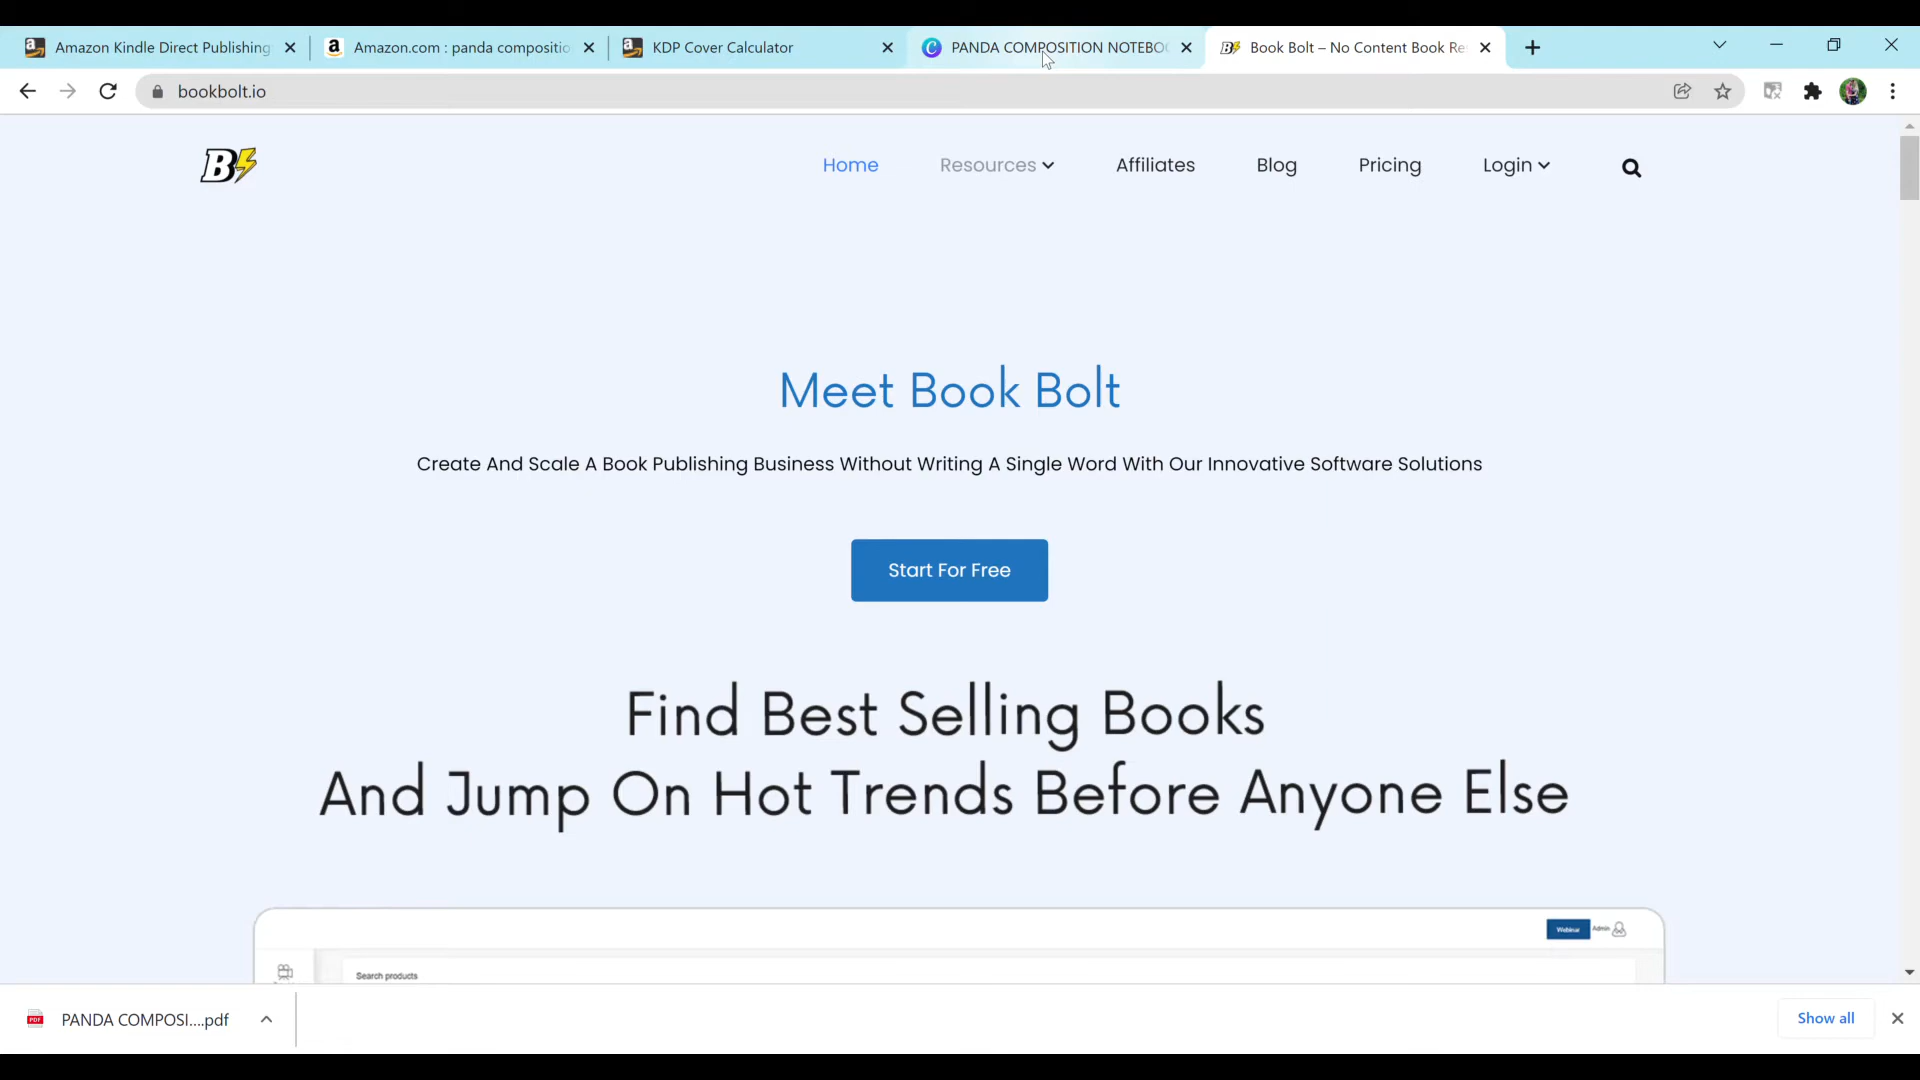 Amazon Kindle Direct Publishing
Amazon.com : panda compositio
KDP Cover Calculator
PANDA COMPOSITION NOTEBOO
Book Bolt – No Content Book Re
bookbolt.io
B
Home
Resources
Affiliates
Blog
Pricing
Login
Meet Book Bolt
Create And Scale A Book Publishing Business Without Writing A Single Word With Our Innovative Software Solutions
Start For Free
Find Best Selling Books
And Jump On Hot Trends Before Anyone Else
Webinar
Admin
Search products
PANDA COMPOSI....pdf
Show all